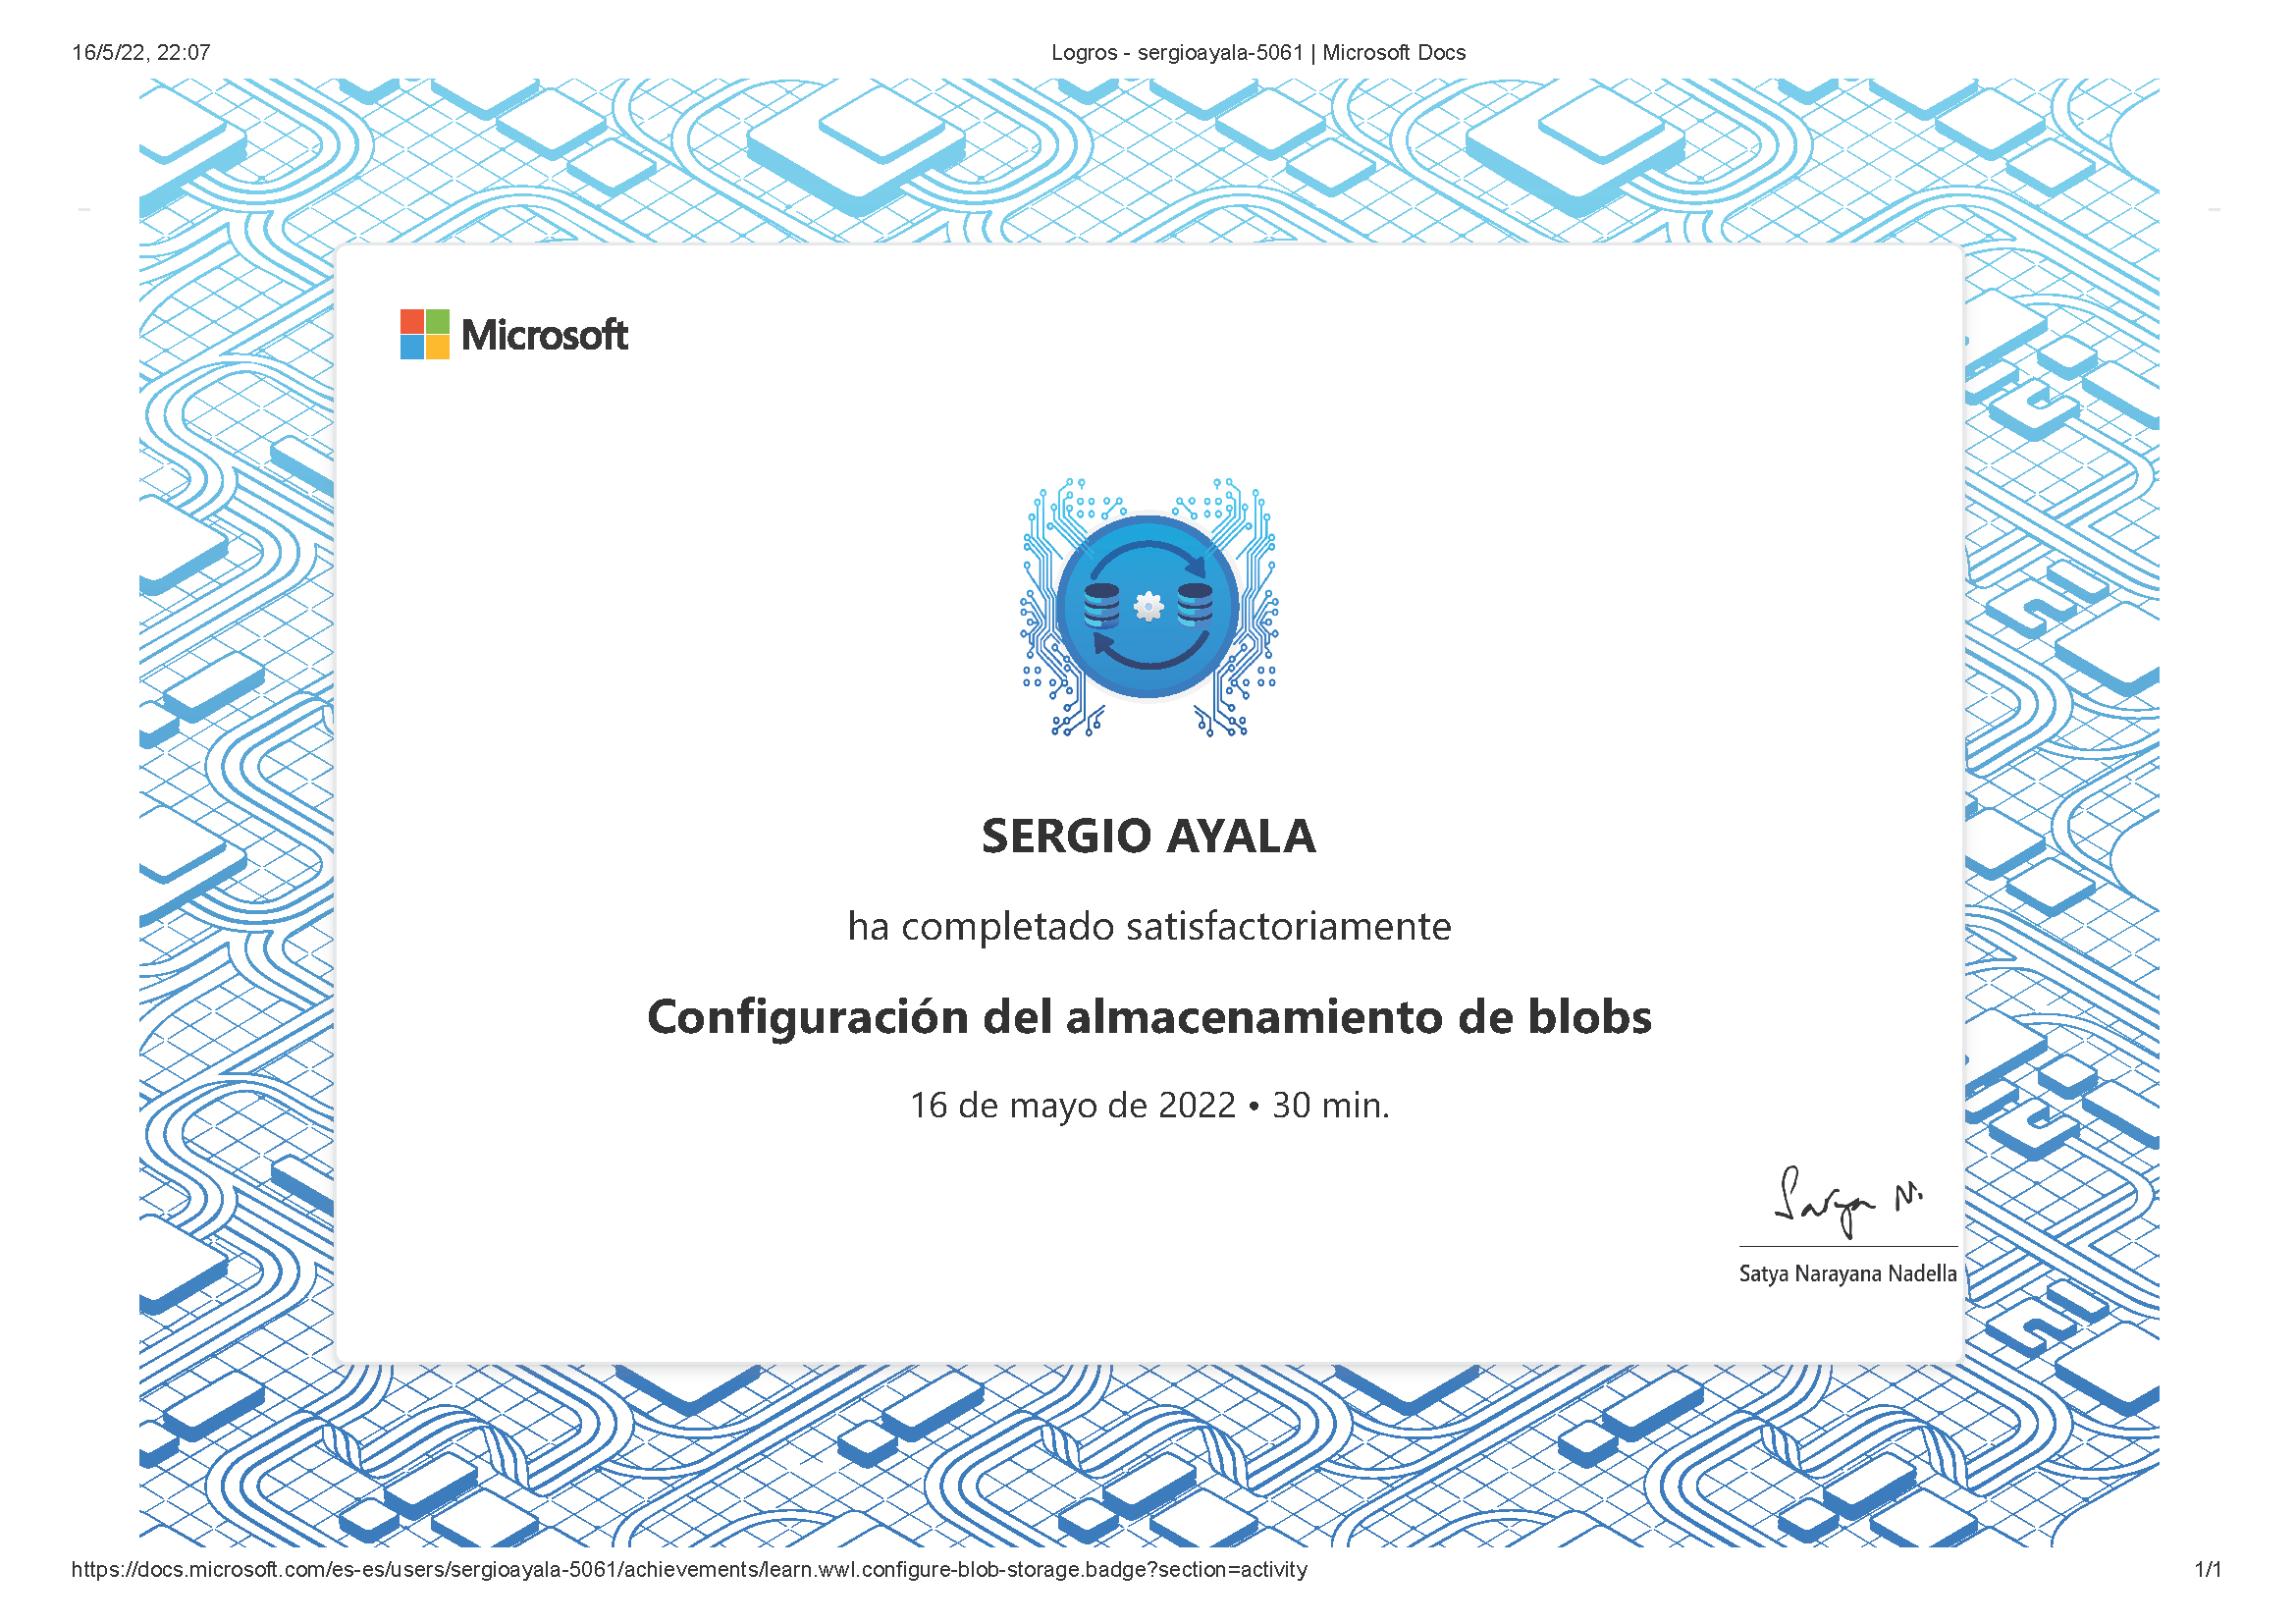 16/5/22, 22:07
Logros - sergioayala-5061 | Microsoft Docs
Microsoft
SERGIO AYALA
ha completado satisfactoriamente
Configuración del almacenamiento de blobs
16 de mayo de 2022 • 30 min.
Satya N.
Satya Narayana Nadella
https://docs.microsoft.com/es-es/users/sergioayala-5061/achievements/learn.wwl.configure-blob-storage.badge?section=activity
1/1